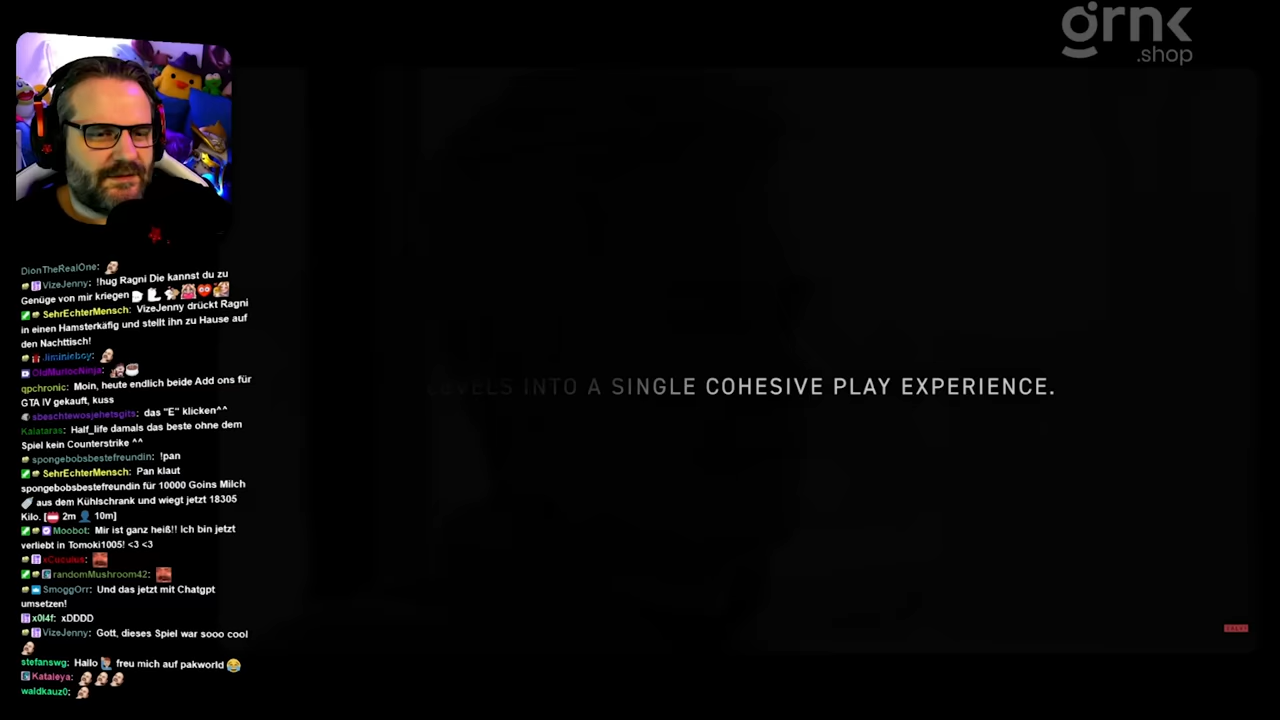 grnk
.shop
DionTheRealOne:
VizeJenny: !hug Ragni Die kannst du zu
Genüge von mir kriegen
SehrEchterMensch: VizeJenny drückt Ragni
in einen Hamsterkäfig und stellt ihn zu Hause auf
den Nachttisch!
Jiminieboy:
OldMurlocNinja:
qpchronic: Moin, heute endlich beide Add ons für
GTA IV gekauft, kuss
sbeschtewosjehetsgits: das "E" klicken^^
Kalataras: Half_life damals das beste ohne dem
Spiel kein Counterstrike ^^
spongebobsbestefreundin: !pan
SehrEchterMensch: Pan klaut
spongebobsbestefreundin für 10000 Goins Milch
aus dem Kühlschrank und wiegt jetzt 18305
Kilo. [ 2m 10m]
Moobot: Mir ist ganz heiß!! Ich bin jetzt
verliebt in Tomoki1005! <3 <3
randomMushroom42:
SmoggOrr: Und das jetzt mit Chatgpt
umsetzen!
x0l4f: xDDDD
VizeJenny: Gott, dieses Spiel war sooo cool
stefanswg: Hallo freu mich auf pakworld
Kataleya:
waldkauz0:
LEVELS INTO A SINGLE COHESIVE PLAY EXPERIENCE.